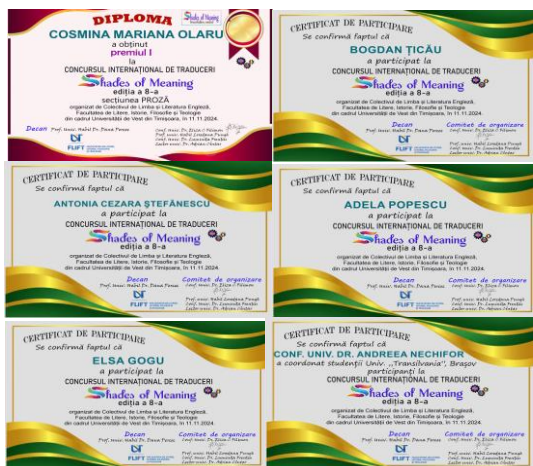 DIPLOMA
Shades of Meaning
COSMINA MARIANA OLARU
a obținut
premiul I
la
CONCURSUL INTERNAȚIONAL DE TRADUCERI
Shades of Meaning
ediția a 8-a
secțiunea PROZĂ
organizat de Colectivul de Limba și Literatura Engleză,
Facultatea de Litere, Istorie, Filosofie și Teologie
din cadrul Universității de Vest din Timișoara, în 11.11.2024.
Decan
Comitet de organizare
FLIFT
CERTIFICAT DE PARTICIPARE
Se confirmă faptul că
BOGDAN ȚICĂU
a participat la
CONCURSUL INTERNAȚIONAL DE TRADUCERI
Shades of Meaning
ediția a 8-a
organizat de Colectivul de Limba și Literatura Engleză,
Facultatea de Litere, Istorie, Filosofie și Teologie
din cadrul Universității de Vest din Timișoara, în 11.11.2024.
Decan
Comitet de organizare
FLIFT
CERTIFICAT DE PARTICIPARE
Se confirmă faptul că
ANTONIA CEZARA ȘTEFĂNESCU
a participat la
CONCURSUL INTERNAȚIONAL DE TRADUCERI
Shades of Meaning
ediția a 8-a
organizat de Colectivul de Limba și Literatura Engleză,
Facultatea de Litere, Istorie, Filosofie și Teologie
din cadrul Universității de Vest din Timișoara, în 11.11.2024.
Decan
Comitet de organizare
FLIFT
CERTIFICAT DE PARTICIPARE
Se confirmă faptul că
ADELA POPESCU
a participat la
CONCURSUL INTERNAȚIONAL DE TRADUCERI
Shades of Meaning
ediția a 8-a
organizat de Colectivul de Limba și Literatura Engleză,
Facultatea de Litere, Istorie, Filosofie și Teologie
din cadrul Universității de Vest din Timișoara, în 11.11.2024.
Decan
Comitet de organizare
FLIFT
CERTIFICAT DE PARTICIPARE
Se confirmă faptul că
ELSA GOGU
a participat la
CONCURSUL INTERNAȚIONAL DE TRADUCERI
Shades of Meaning
ediția a 8-a
organizat de Colectivul de Limba și Literatura Engleză,
Facultatea de Litere, Istorie, Filosofie și Teologie
din cadrul Universității de Vest din Timișoara, în 11.11.2024.
Decan
Comitet de organizare
FLIFT
CERTIFICAT DE PARTICIPARE
Se confirmă faptul că
CONF. UNIV. DR. ANDREEA NECHIFOR
a coordonat studenții Univ. „Transilvania", Brașov
participanți la
CONCURSUL INTERNAȚIONAL DE TRADUCERI
Shades of Meaning
ediția a 8-a
organizat de Colectivul de Limba și Literatura Engleză,
Facultatea de Litere, Istorie, Filosofie și Teologie
din cadrul Universității de Vest din Timișoara, în 11.11.2024.
Decan
Comitet de organizare
FLIFT